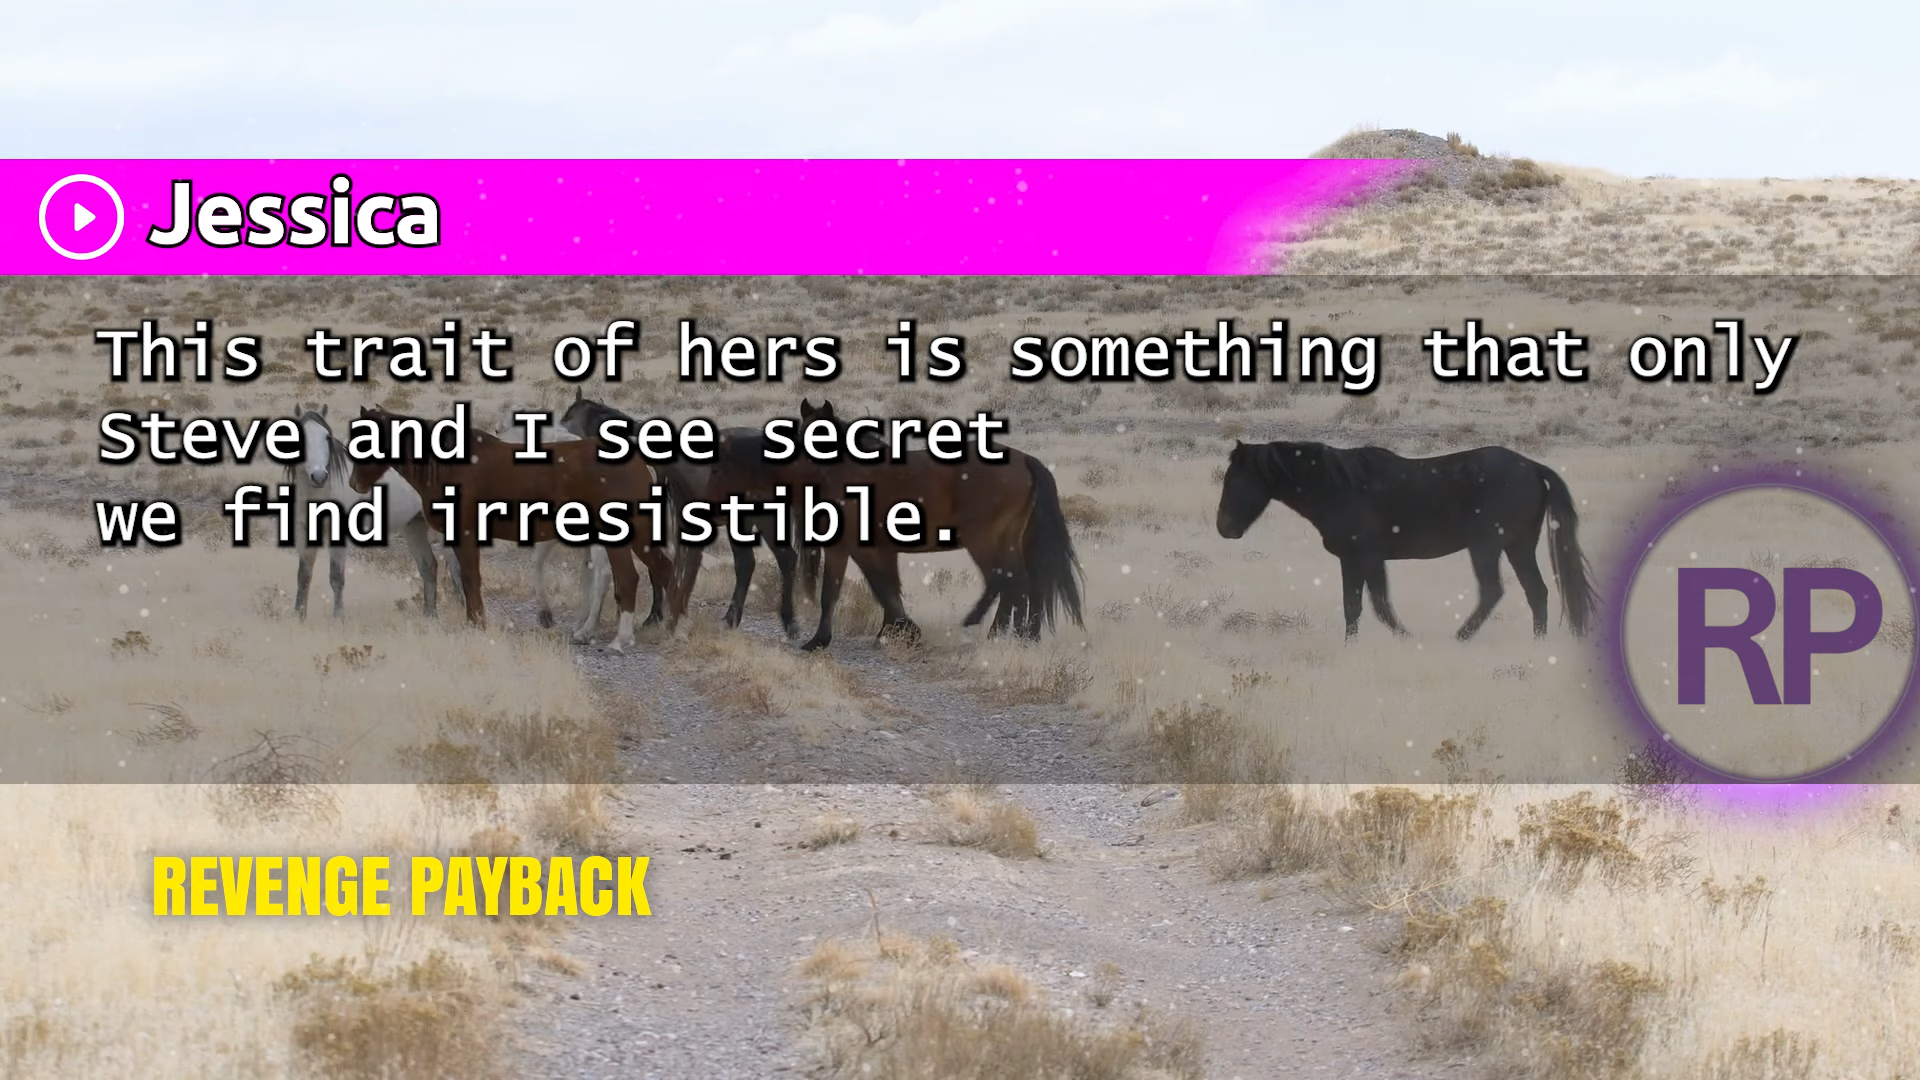 Jessica
This trait of hers is something that only
Steve and I see secret
we find irresistible.
RP
REVENGE PAYBACK